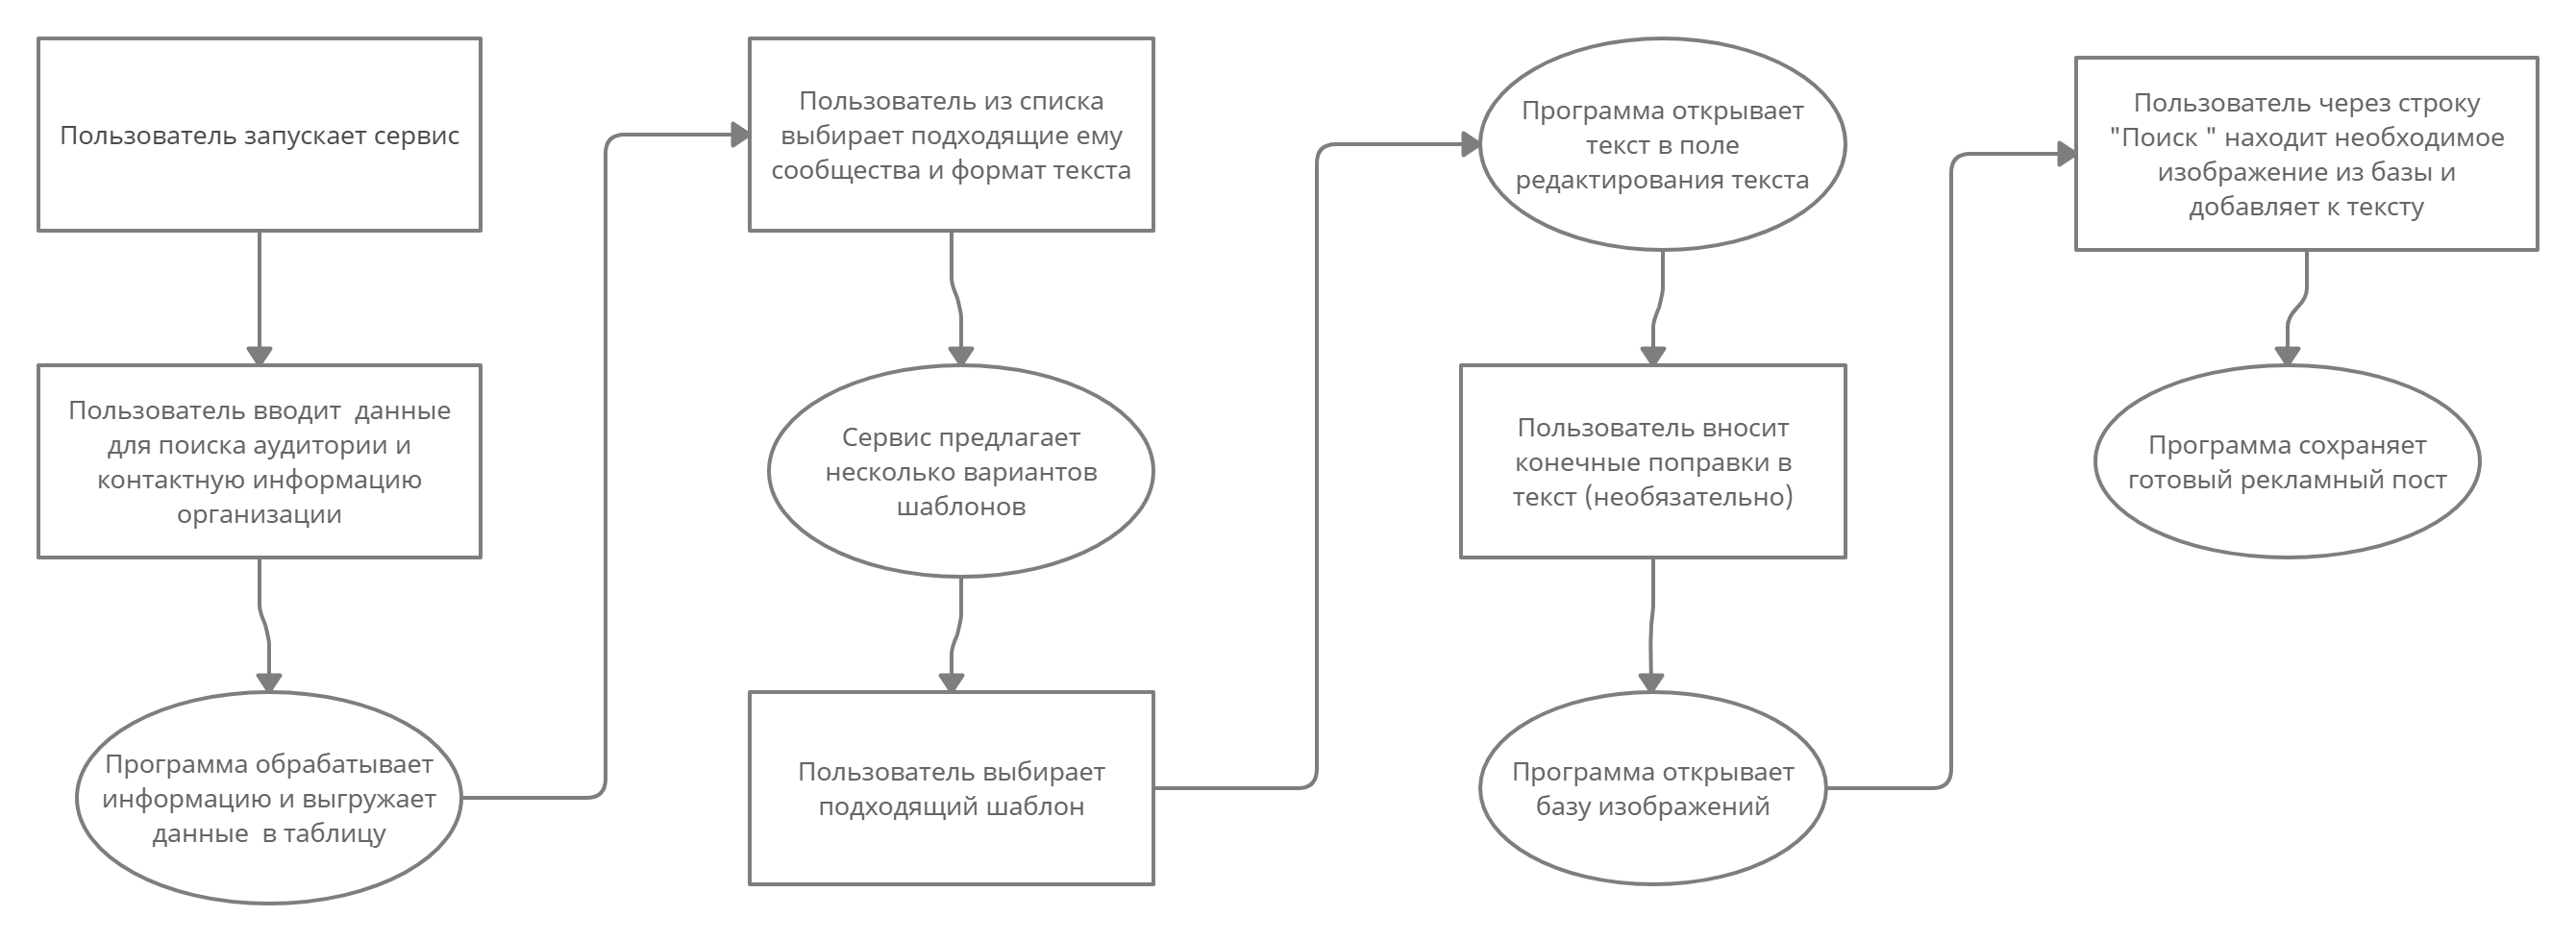 Пользователь запускает сервис
Пользователь вводит  данные
для поиска аудитории и
контактную информацию
организации
Программа обрабатывает
информацию и выгружает
данные  в таблицу
Пользователь из списка
выбирает подходящие ему
сообщества и формат текста
Сервис предлагает
несколько вариантов
шаблонов
Пользователь выбирает
подходящий шаблон
Программа открывает
текст в поле
редактирования текста
Пользователь вносит
конечные поправки в
текст (необязательно)
Программа открывает
базу изображений
Пользователь через строку
"Поиск " находит необходимое
изображение из базы и
добавляет к тексту
Программа сохраняет
готовый рекламный пост